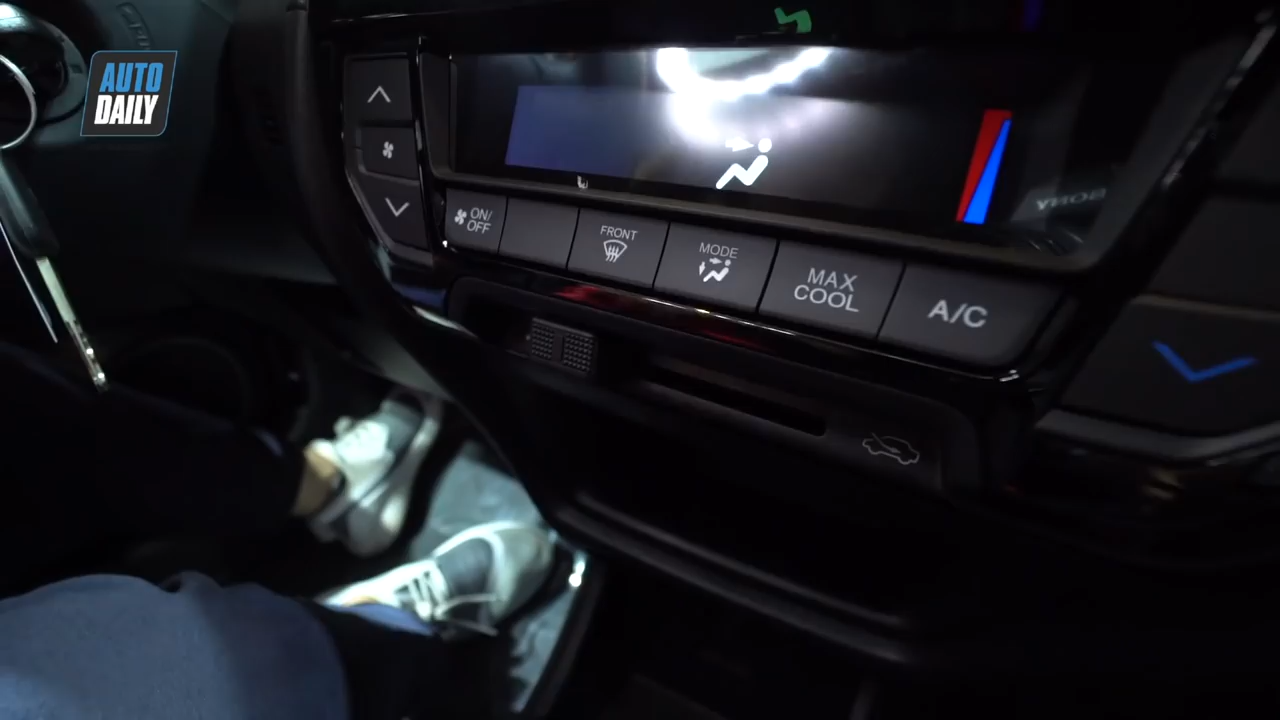 AUTO
DAILY
ON/
OFF
FRONT
MODE
MAX
COOL
A/C